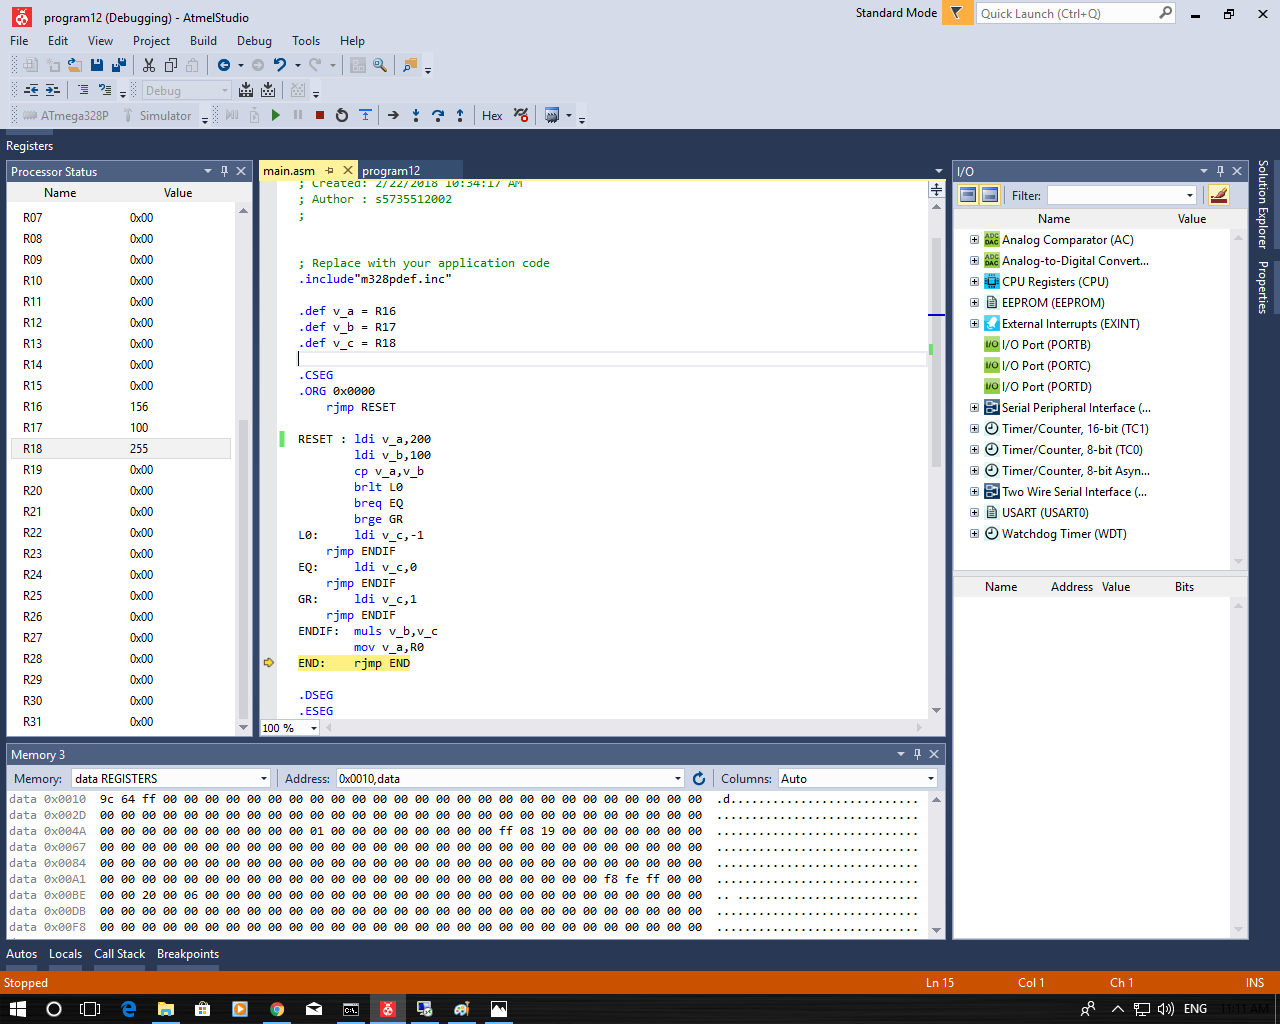 program12 (Debugging) - AtmelStudio
Standard Mode
Quick Launch (Ctrl+Q)
File Edit View Project Build Debug Tools Help
Debug
ATmega328P Simulator Hex
Registers
Processor Status
Name Value
R07 0x00
R08 0x00
R09 0x00
R10 0x00
R11 0x00
R12 0x00
R13 0x00
R14 0x00
R15 0x00
R16 156
R17 100
R18 255
R19 0x00
R20 0x00
R21 0x00
R22 0x00
R23 0x00
R24 0x00
R25 0x00
R26 0x00
R27 0x00
R28 0x00
R29 0x00
R30 0x00
R31 0x00
main.asm program12
; Created: 2/22/2018 10:34:17 AM
; Author : s5735512002
;
; Replace with your application code
.include"m328pdef.inc"
.def v_a = R16
.def v_b = R17
.def v_c = R18
.CSEG
.ORG 0x0000
rjmp RESET
RESET : ldi v_a,200
ldi v_b,100
cp v_a,v_b
brlt L0
breq EQ
brge GR
L0: ldi v_c,-1
rjmp ENDIF
EQ: ldi v_c,0
rjmp ENDIF
GR: ldi v_c,1
rjmp ENDIF
ENDIF: muls v_b,v_c
mov v_a,R0
END: rjmp END
.DSEG
.ESEG
100 %
I/O
Filter:
Name Value
Analog Comparator (AC)
Analog-to-Digital Convert...
CPU Registers (CPU)
EEPROM (EEPROM)
External Interrupts (EXINT)
I/O Port (PORTB)
I/O Port (PORTC)
I/O Port (PORTD)
Serial Peripheral Interface (...
Timer/Counter, 16-bit (TC1)
Timer/Counter, 8-bit (TC0)
Timer/Counter, 8-bit Asyn...
Two Wire Serial Interface (...
USART (USART0)
Watchdog Timer (WDT)
Name Address Value Bits
Solution Explorer
Properties
Memory 3
Memory: data REGISTERS Address: 0x0010,data Columns: Auto
data 0x0010 9c 64 ff 00 00 00 00 00 00 00 00 00 00 00 00 00 00 00 00 00 00 00 00 00 00 00 00 00 00 .d...........................
data 0x002D 00 00 00 00 00 00 00 00 00 00 00 00 00 00 00 00 00 00 00 00 00 00 00 00 00 00 00 00 00 .............................
data 0x004A 00 00 00 00 00 00 00 00 00 00 01 00 00 00 00 00 00 00 00 ff 08 19 00 00 00 00 00 00 00 .............................
data 0x0067 00 00 00 00 00 00 00 00 00 00 00 00 00 00 00 00 00 00 00 00 00 00 00 00 00 00 00 00 00 .............................
data 0x0084 00 00 00 00 00 00 00 00 00 00 00 00 00 00 00 00 00 00 00 00 00 00 00 00 00 00 00 00 00 .............................
data 0x00A1 00 00 00 00 00 00 00 00 00 00 00 00 00 00 00 00 00 00 00 00 00 00 00 00 f8 fe ff 00 00 .............................
data 0x00BE 00 00 20 00 06 00 00 00 00 00 00 00 00 00 00 00 00 00 00 00 00 00 00 00 00 00 00 00 00 .. ..........................
data 0x00DB 00 00 00 00 00 00 00 00 00 00 00 00 00 00 00 00 00 00 00 00 00 00 00 00 00 00 00 00 00 .............................
data 0x00F8 00 00 00 00 00 00 00 00 00 00 00 00 00 00 00 00 00 00 00 00 00 00 00 00 00 00 00 00 00 .............................
Autos Locals Call Stack Breakpoints
Stopped Ln 15 Col 1 Ch 1 INS
ENG 11:11 AM